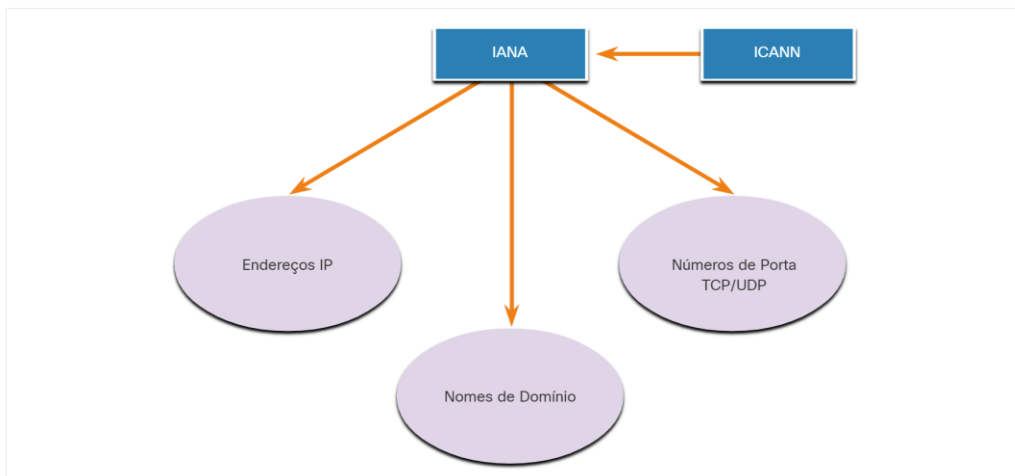 IANA
ICANN
Endereços IP
Números de Porta
TCP/UDP
Nomes de Domínio